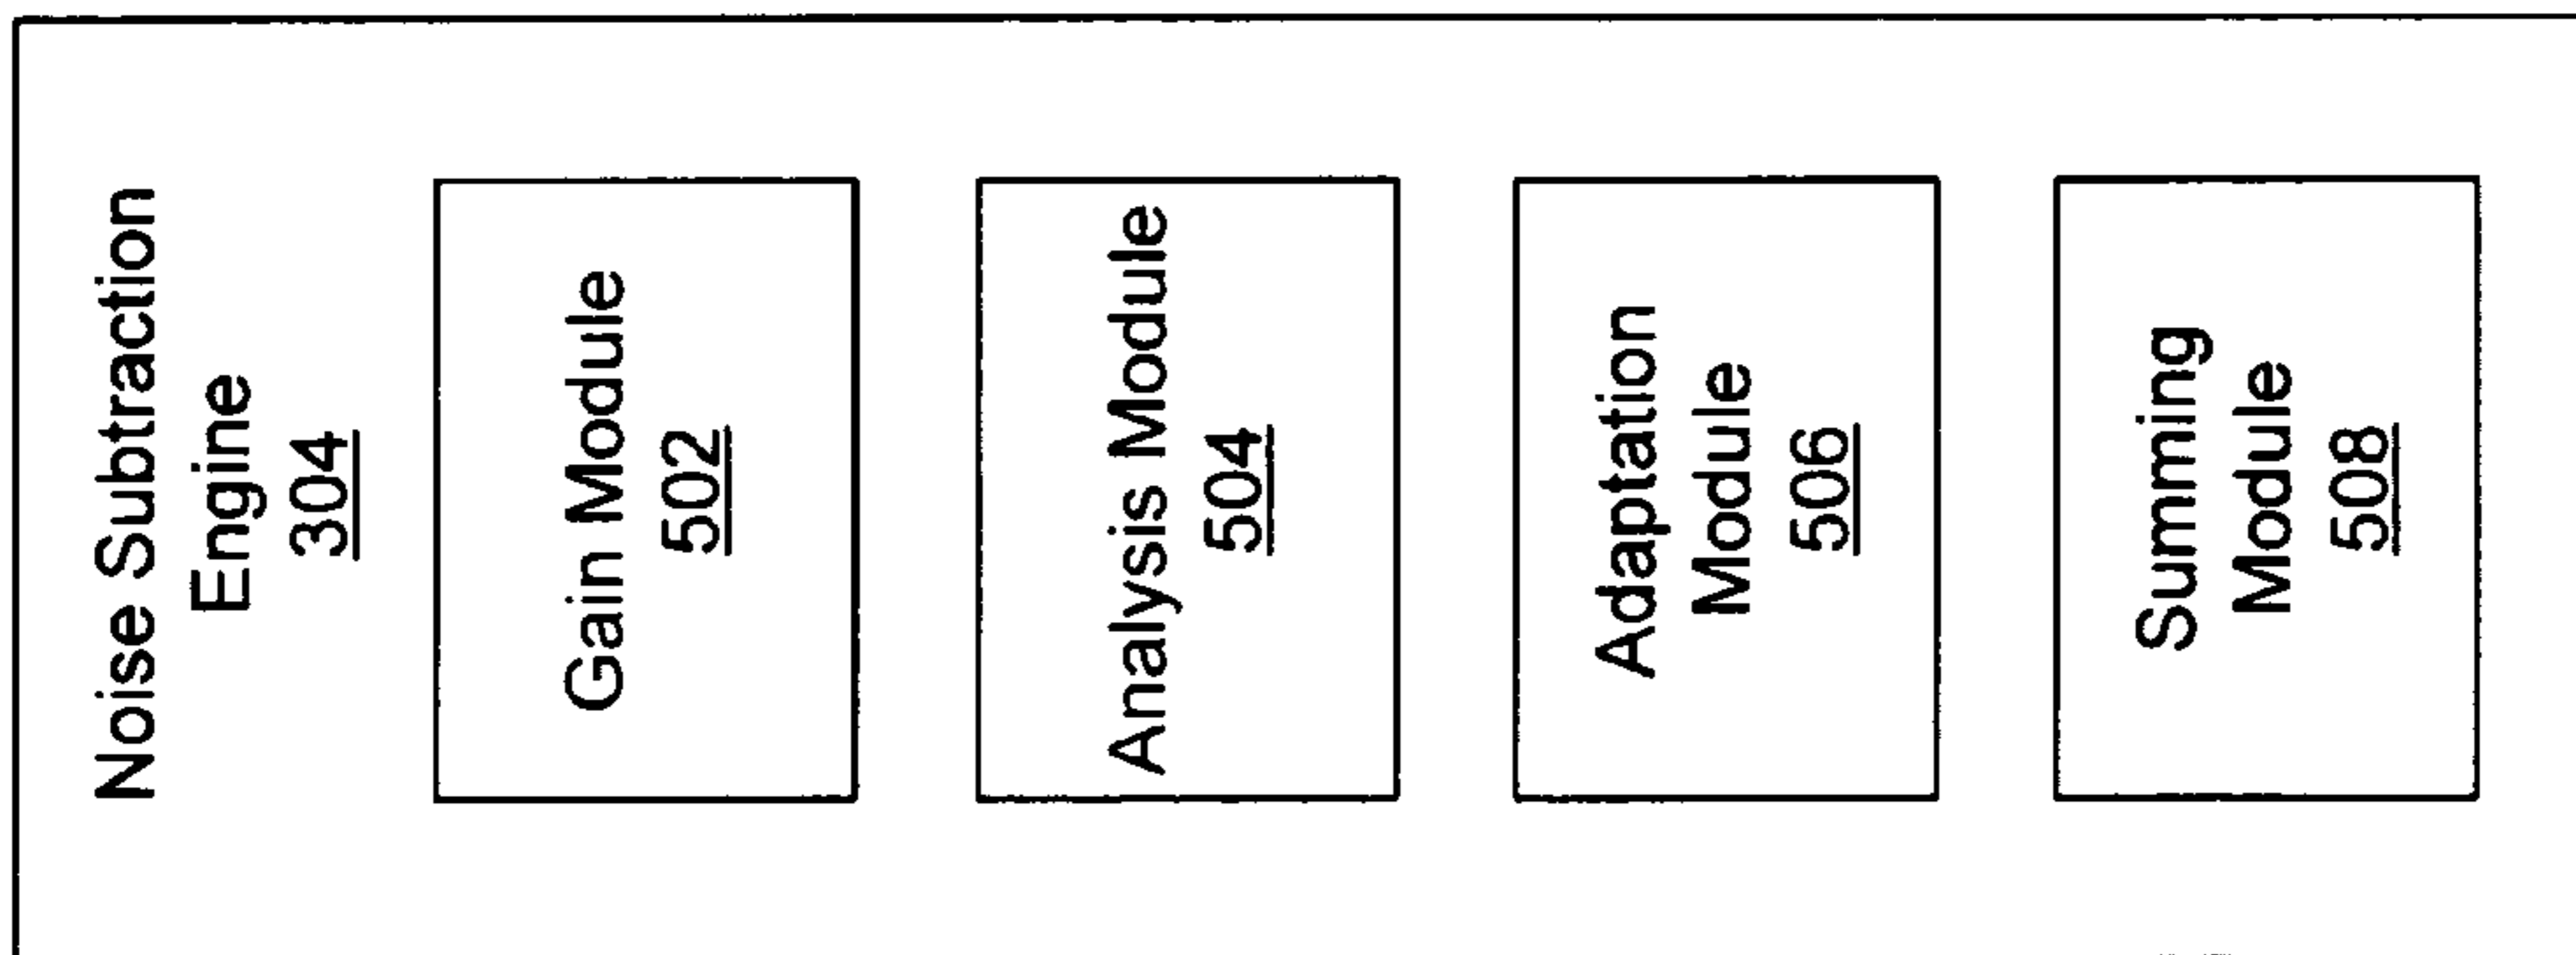 Noise Subtraction
Engine
304
Gain Module
502
Analysis Module
504
Adaptation
Module
506
Summing
Module
508